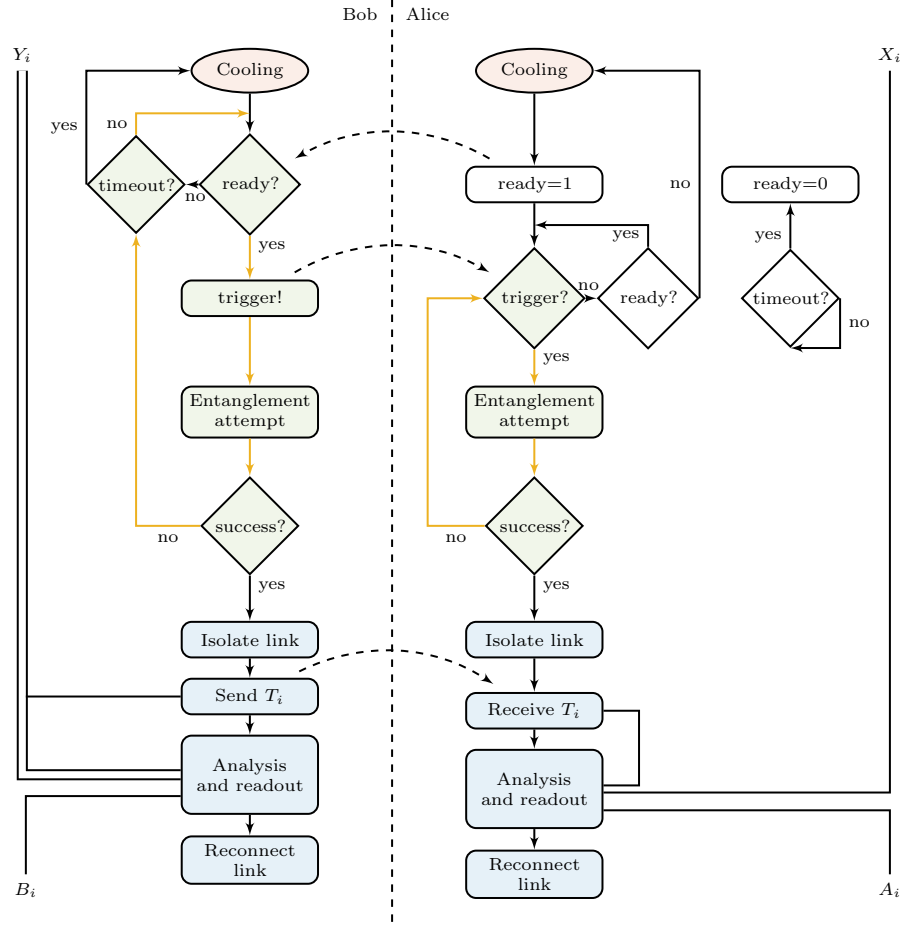 Bob
Alice
Y_i
X_i
Cooling
Cooling
no
yes
timeout?
ready?
no
yes
ready=1
no
ready=0
yes
yes
trigger!
trigger?
no
ready?
timeout?
no
yes
Entanglement
attempt
Entanglement
attempt
success?
success?
no
no
yes
yes
Isolate link
Isolate link
Send T_i
Receive T_i
Analysis
and readout
Analysis
and readout
Reconnect
link
Reconnect
link
B_i
A_i